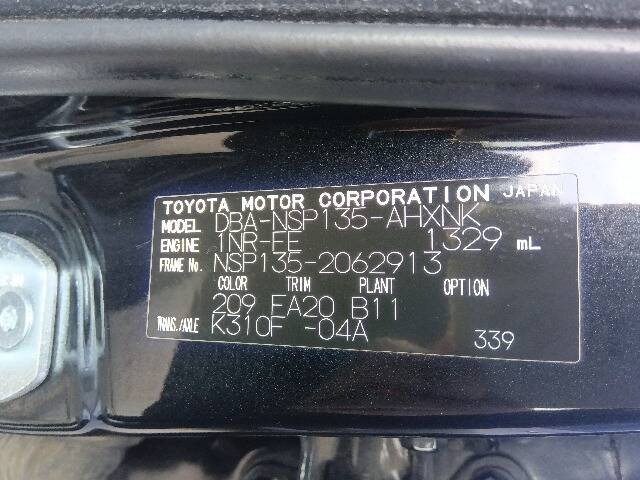 TOYOTA MOTOR CORPORATION JAPAN
MODEL DBA-NSP135-AHXNK
ENGINE 1NR-FE 1329 mL
FRAME No. NSP135-2062913
COLOR TRIM PLANT OPTION
209 FA20 B11
TRANS./AXLE K310F -04A 339